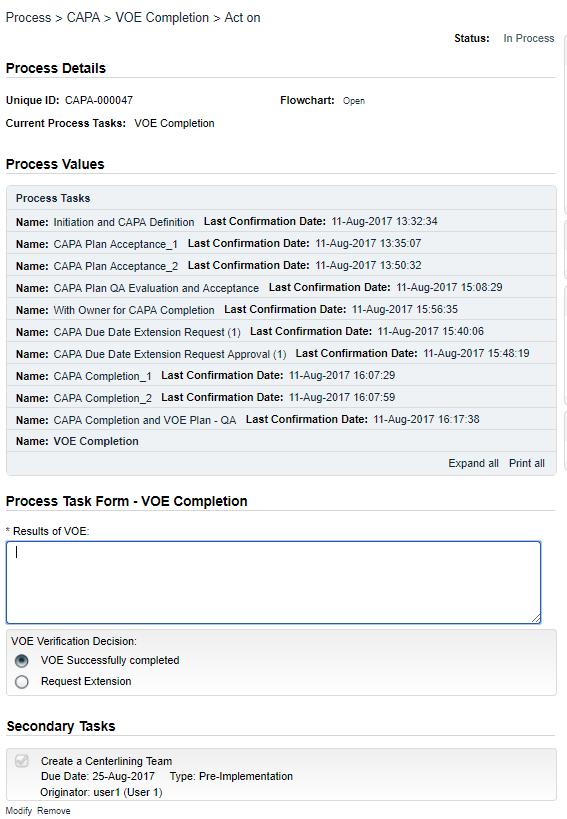 Process > CAPA > VOE Completion > Act on
Status: In Process
Process Details
Unique ID: CAPA-000047 Flowchart: Open
Current Process Tasks: VOE Completion
Process Values
Process Tasks
Name: Initiation and CAPA Definition Last Confirmation Date: 11-Aug-2017 13:32:34
Name: CAPA Plan Acceptance_1 Last Confirmation Date: 11-Aug-2017 13:35:07
Name: CAPA Plan Acceptance_2 Last Confirmation Date: 11-Aug-2017 13:50:32
Name: CAPA Plan QA Evaluation and Acceptance Last Confirmation Date: 11-Aug-2017 15:08:29
Name: With Owner for CAPA Completion Last Confirmation Date: 11-Aug-2017 15:56:35
Name: CAPA Due Date Extension Request (1) Last Confirmation Date: 11-Aug-2017 15:40:06
Name: CAPA Due Date Extension Request Approval (1) Last Confirmation Date: 11-Aug-2017 15:48:19
Name: CAPA Completion_1 Last Confirmation Date: 11-Aug-2017 16:07:29
Name: CAPA Completion_2 Last Confirmation Date: 11-Aug-2017 16:07:59
Name: CAPA Completion and VOE Plan - QA Last Confirmation Date: 11-Aug-2017 16:17:38
Name: VOE Completion
Expand all Print all
Process Task Form - VOE Completion
* Results of VOE:
VOE Verification Decision:
VOE Successfully completed
Request Extension
Secondary Tasks
Create a Centerlining Team
Due Date: 25-Aug-2017 Type: Pre-Implementation
Originator: user1 (User 1)
Modify Remove